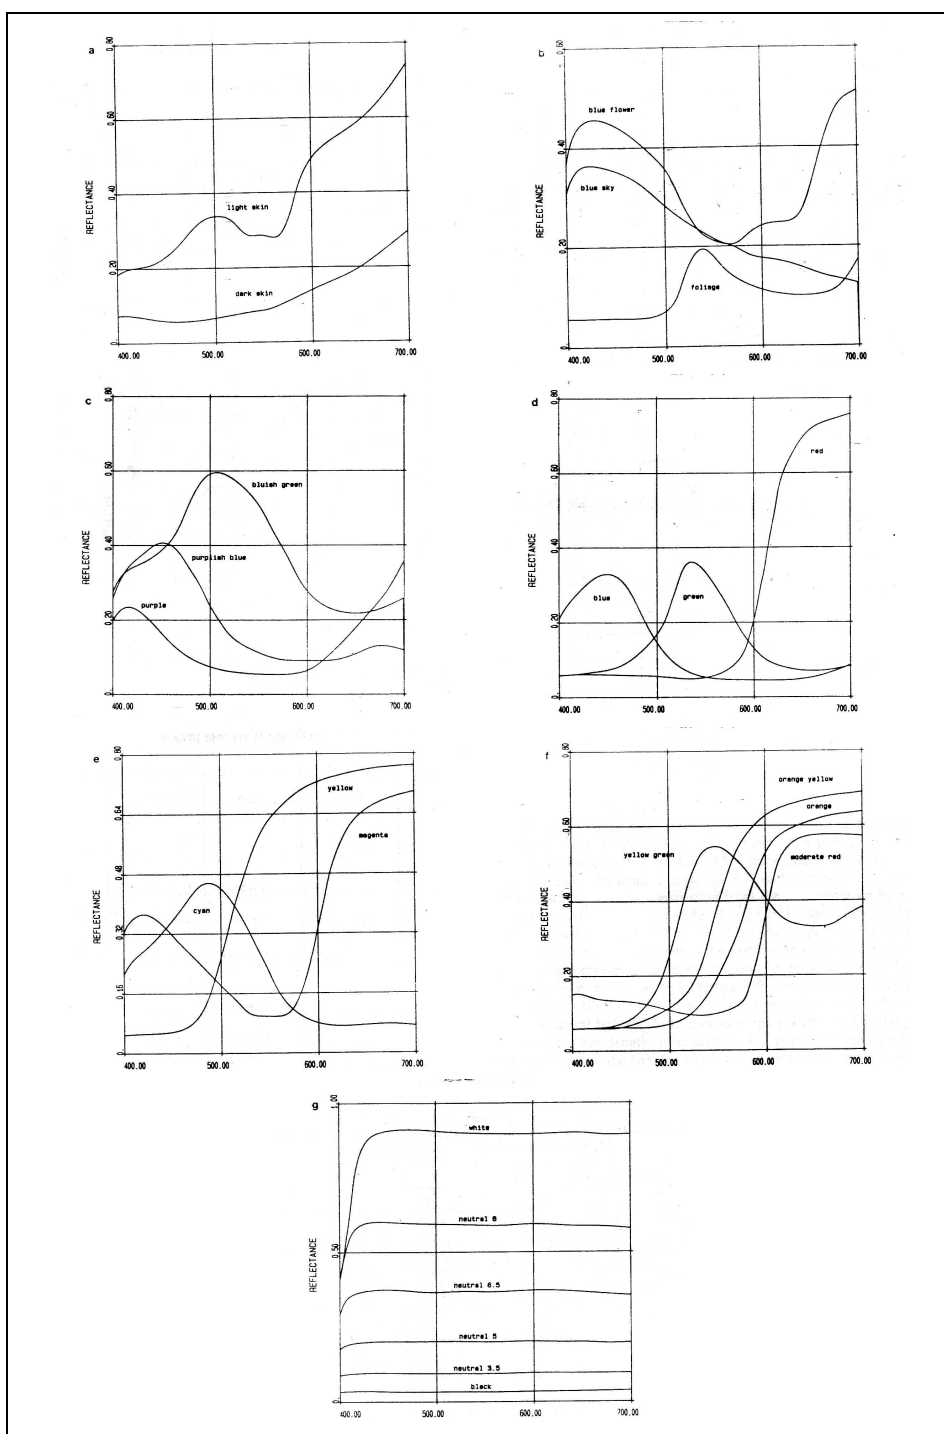 a
0.80
0.60
0.40
0.20
0
REFLECTANCE
light skin
dark skin
400.00 500.00 600.00 700.00
b
0.60
0.40
0.20
0
REFLECTANCE
blue flower
blue sky
foliage
400.00 500.00 600.00 700.00
c
0.80
0.60
0.40
0.20
0
REFLECTANCE
bluish green
purplish blue
purple
400.00 500.00 600.00 700.00
d
0.80
0.60
0.40
0.20
0
REFLECTANCE
red
blue
green
400.00 500.00 600.00 700.00
e
0.80
0.64
0.48
0.32
0.16
0
REFLECTANCE
yellow
magenta
cyan
400.00 500.00 600.00 700.00
f
0.80
0.60
0.40
0.20
0
REFLECTANCE
orange yellow
orange
yellow green
moderate red
400.00 500.00 600.00 700.00
g
1.00
0.50
0
REFLECTANCE
white
neutral 8
neutral 6.5
neutral 5
neutral 3.5
black
400.00 500.00 600.00 700.00